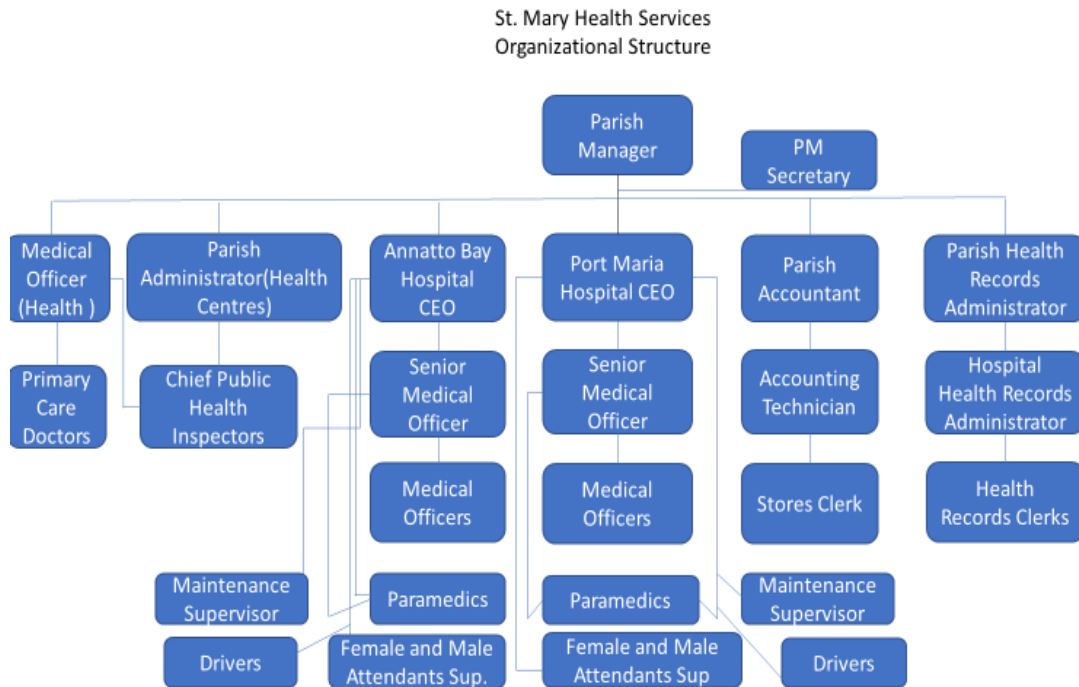 St. Mary Health Services
Organizational Structure
Parish
Manager
PM
Secretary
Medical
Officer
(Health )
Parish
Administrator(Health
Centres)
Annatto Bay
Hospital
CEO
Port Maria
Hospital CEO
Parish
Accountant
Parish Health
Records
Administrator
Primary
Care
Doctors
Chief Public
Health
Inspectors
Senior
Medical
Officer
Senior
Medical
Officer
Accounting
Technician
Hospital
Health Records
Administrator
Medical
Officers
Medical
Officers
Stores Clerk
Health
Records Clerks
Maintenance
Supervisor
Paramedics
Paramedics
Maintenance
Supervisor
Drivers
Female and Male
Attendants Sup.
Female and Male
Attendants Sup
Drivers